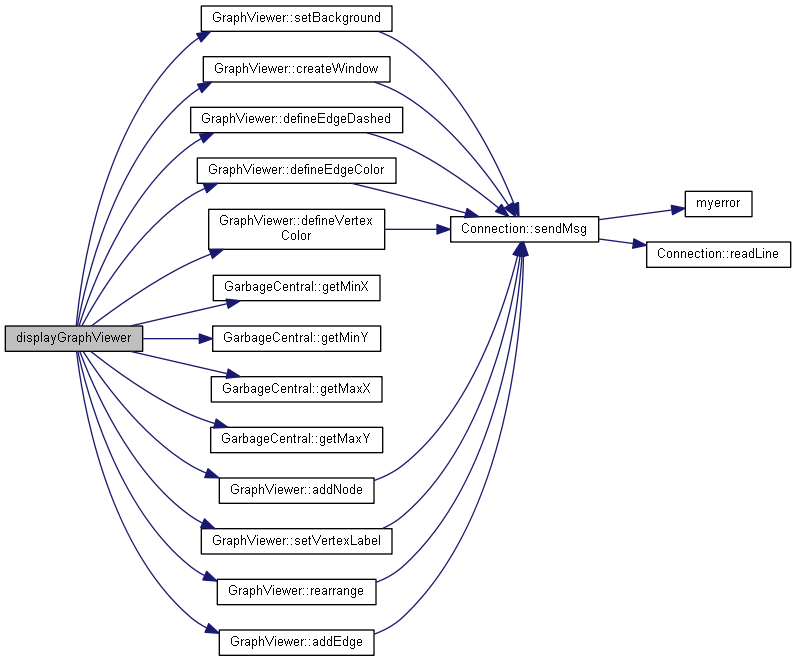 GraphViewer::setBackground
GraphViewer::createWindow
GraphViewer::defineEdgeDashed
GraphViewer::defineEdgeColor
GraphViewer::defineVertex
Color
GarbageCentral::getMinX
displayGraphViewer
GarbageCentral::getMinY
GarbageCentral::getMaxX
GarbageCentral::getMaxY
GraphViewer::addNode
GraphViewer::setVertexLabel
GraphViewer::rearrange
GraphViewer::addEdge
Connection::sendMsg
myerror
Connection::readLine